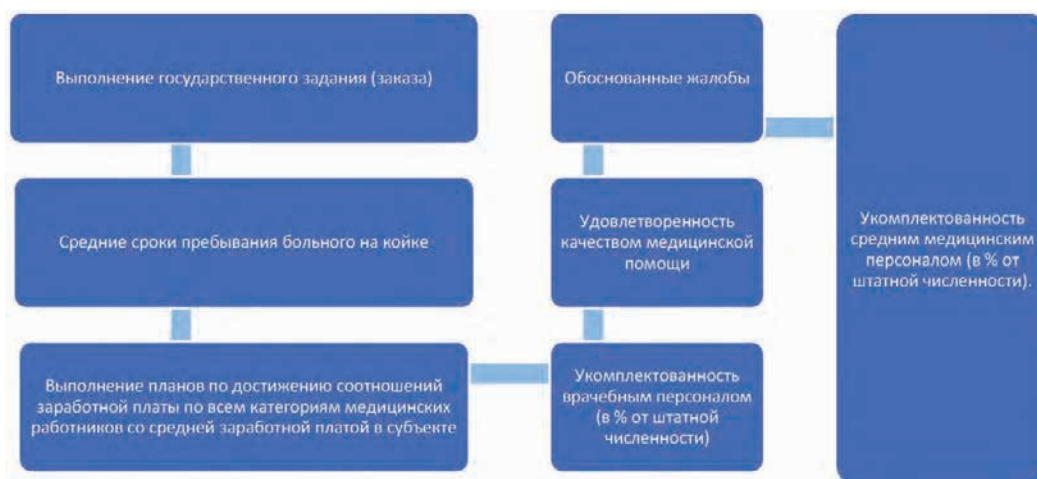 Выполнение государственного задания (заказа)
Средние сроки пребывания больного на койке
Выполнение планов по достижению соотношений
заработной платы по всем категориям медицинских
работников со средней заработной платой в субъекте
Укомплектованность
врачебным персоналом
(в % от штатной
численности)
Удовлетворенность
качеством медицинской
помощи
Обоснованные жалобы
Укомплектованность
средним медицинским
персоналом (в % от
штатной численности).